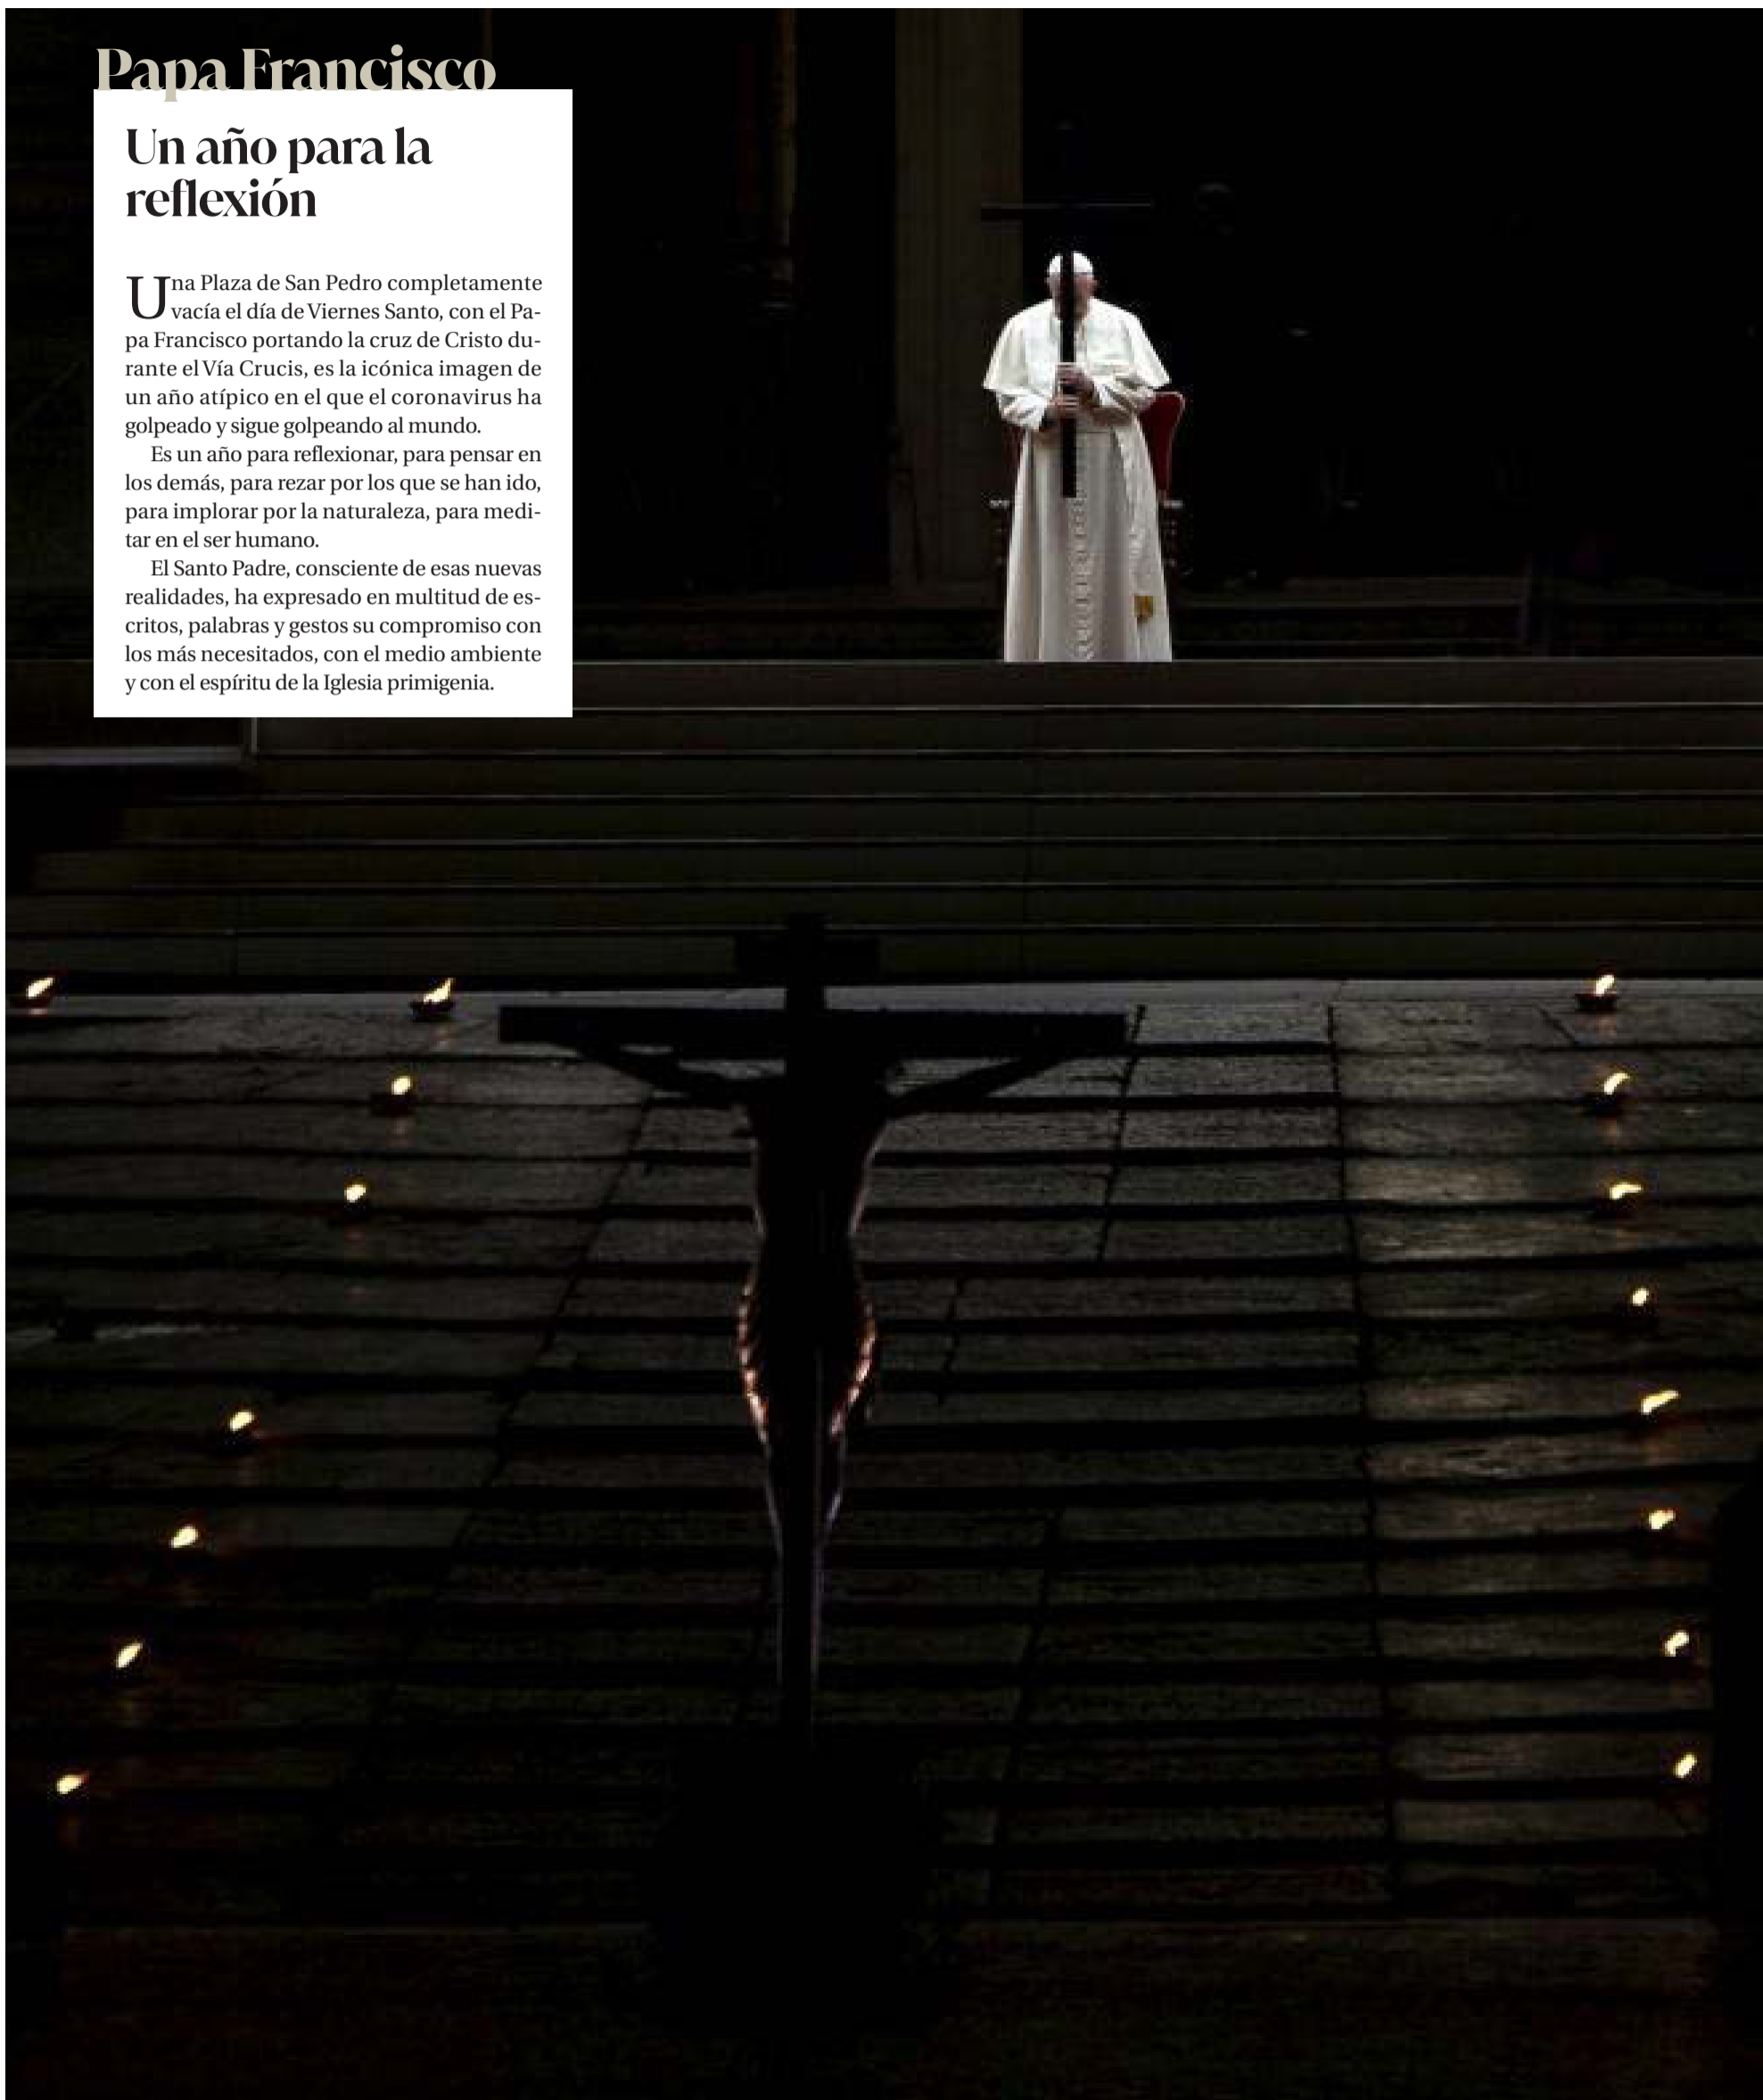 Papa Francisco
Un año para la
reflexión
Una Plaza de San Pedro completamente
vacía el día de Viernes Santo, con el Pa-
pa Francisco portando la cruz de Cristo du-
rante el Vía Crucis, es la icónica imagen de
un año atípico en el que el coronavirus ha
golpeado y sigue golpeando al mundo.
Es un año para reflexionar, para pensar en
los demás, para rezar por los que se han ido,
para implorar por la naturaleza, para medi-
tar en el ser humano.
El Santo Padre, consciente de esas nuevas
realidades, ha expresado en multitud de es-
critos, palabras y gestos su compromiso con
los más necesitados, con el medio ambiente
y con el espíritu de la Iglesia primigenia.